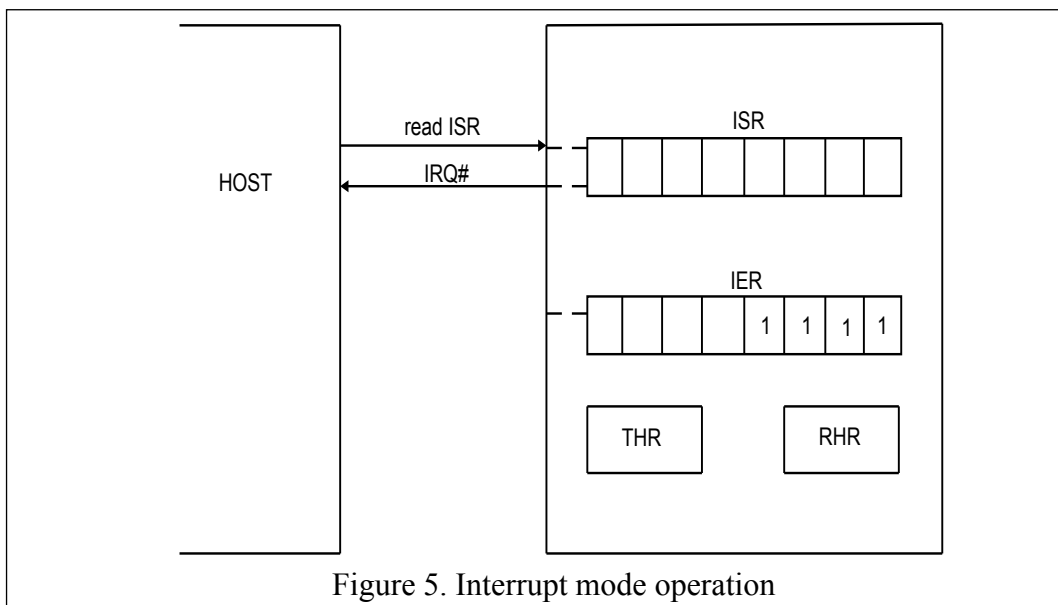 read ISR
HOST
IRQ#
ISR
IER
1 1 1 1
THR
RHR
Figure 5. Interrupt mode operation